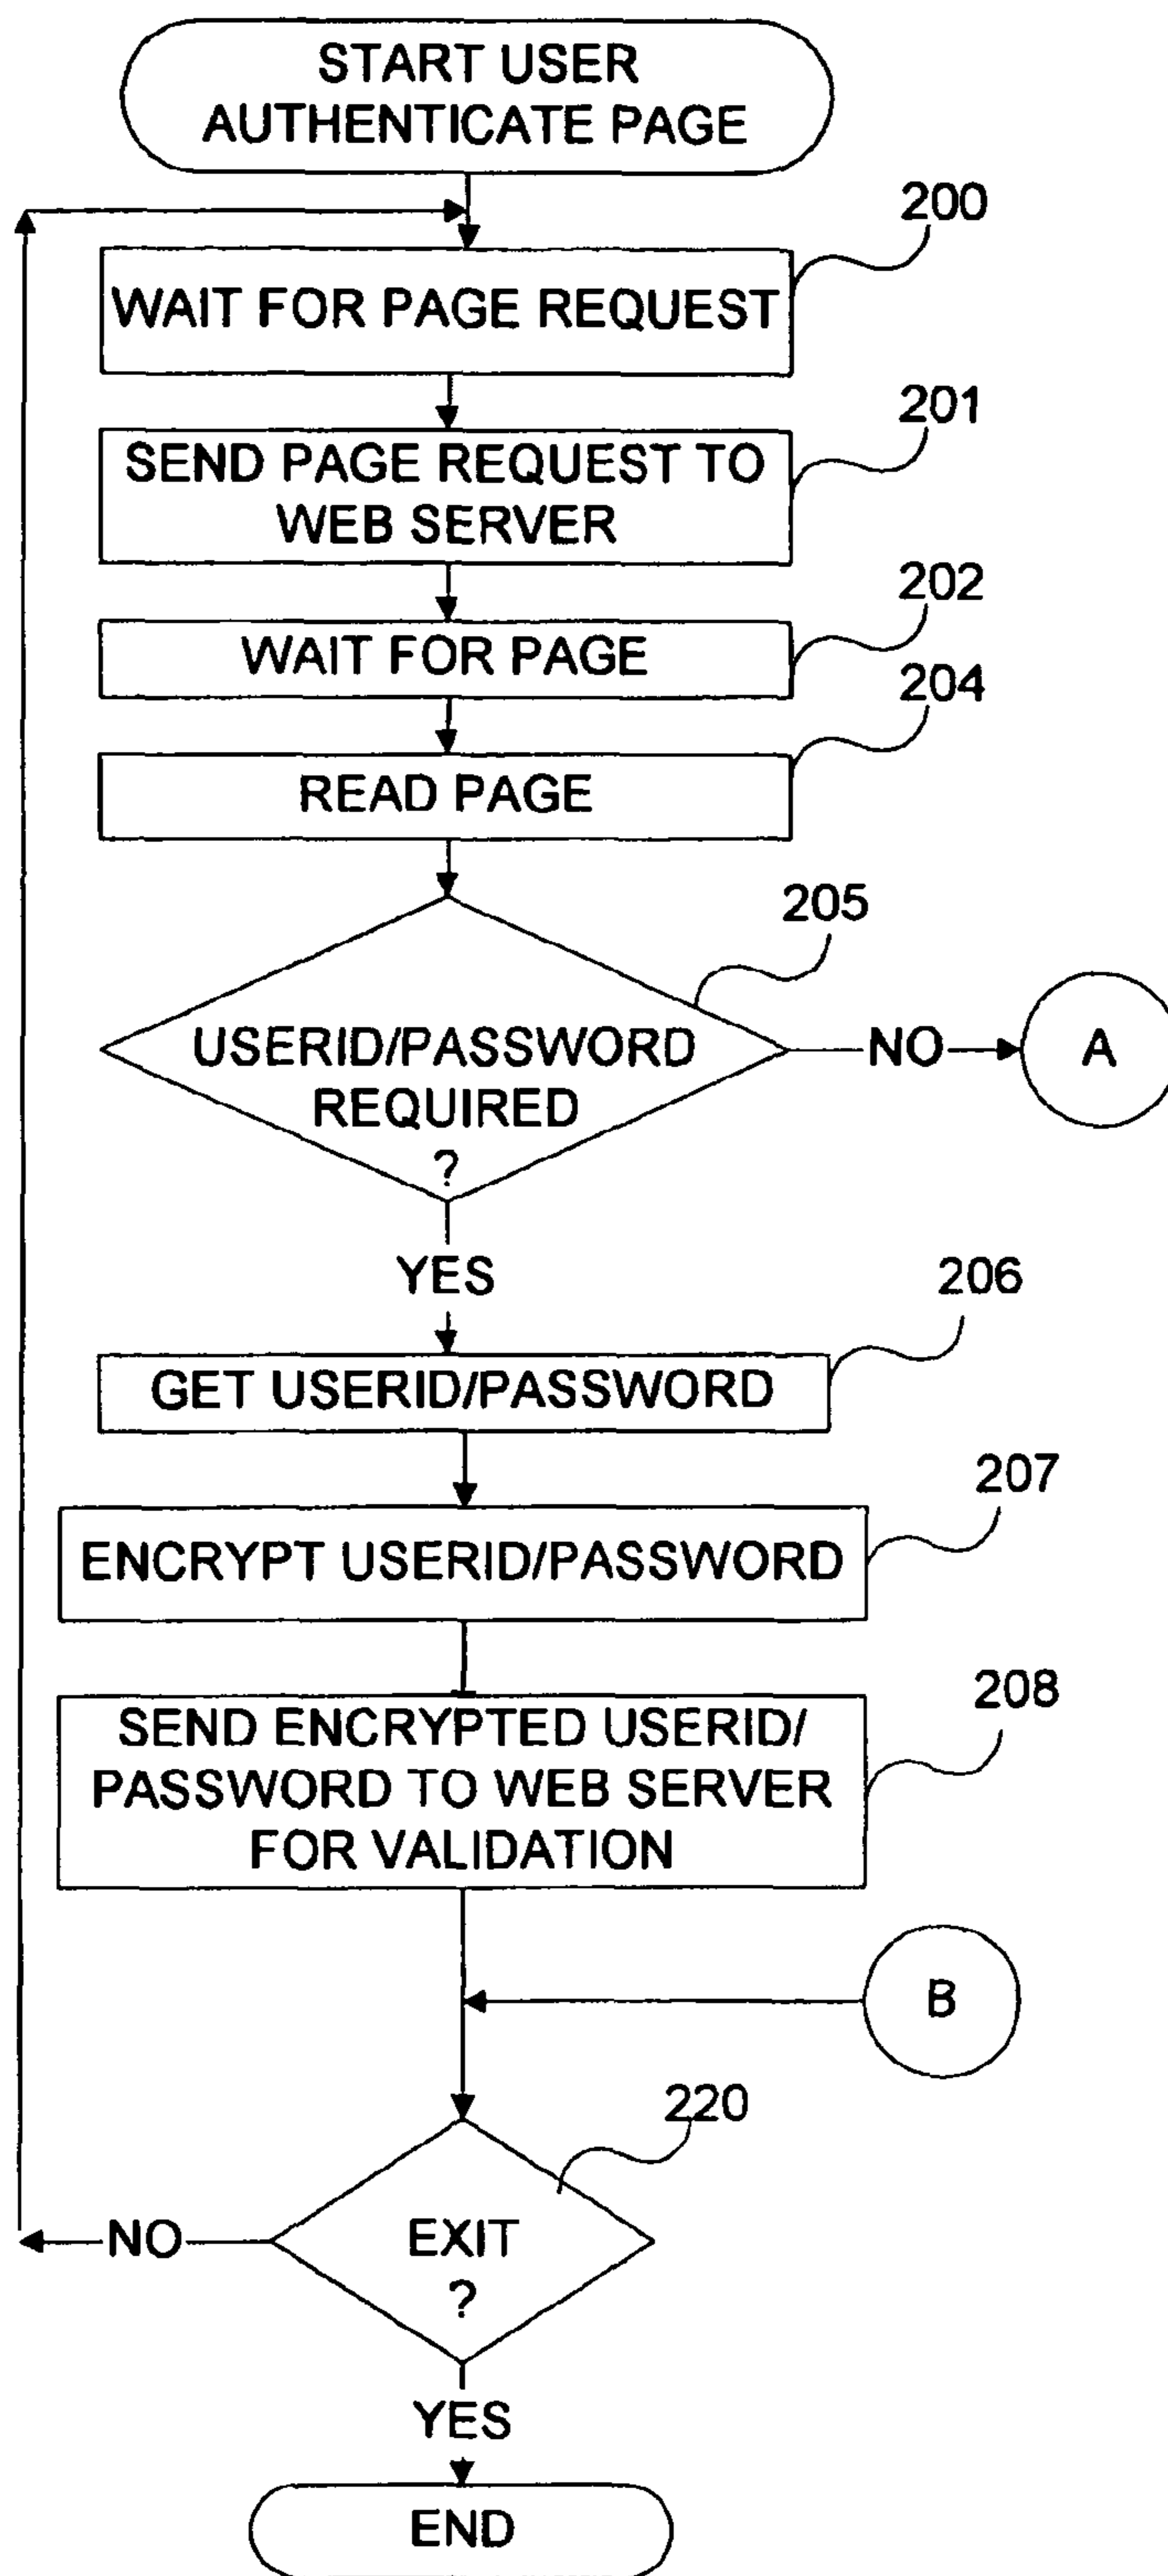 START USER
AUTHENTICATE PAGE
200
WAIT FOR PAGE REQUEST
201
SEND PAGE REQUEST TO
WEB SERVER
202
WAIT FOR PAGE
204
READ PAGE
205
USERID/PASSWORD
REQUIRED
?
NO
A
YES
206
GET USERID/PASSWORD
207
ENCRYPT USERID/PASSWORD
208
SEND ENCRYPTED USERID/
PASSWORD TO WEB SERVER
FOR VALIDATION
B
220
EXIT
?
NO
YES
END